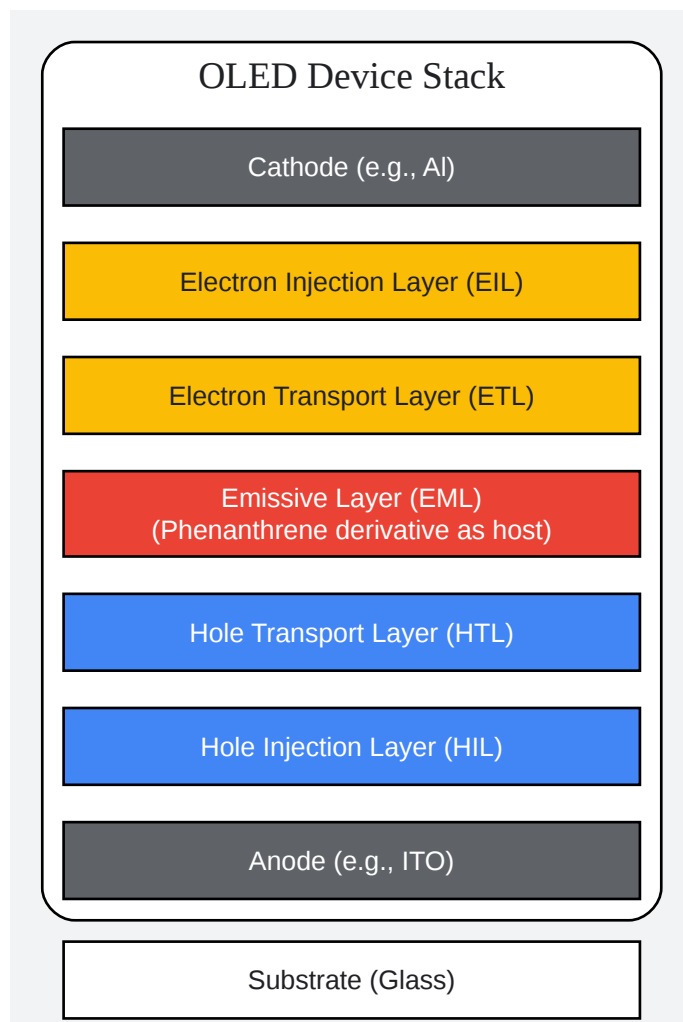 OLED Device Stack
Cathode (e.g., Al)
Electron Injection Layer (EIL)
Electron Transport Layer (ETL)
Emissive Layer (EML)
(Phenanthrene derivative as host)
Hole Transport Layer (HTL)
Hole Injection Layer (HIL)
Anode (e.g., ITO)
Substrate (Glass)